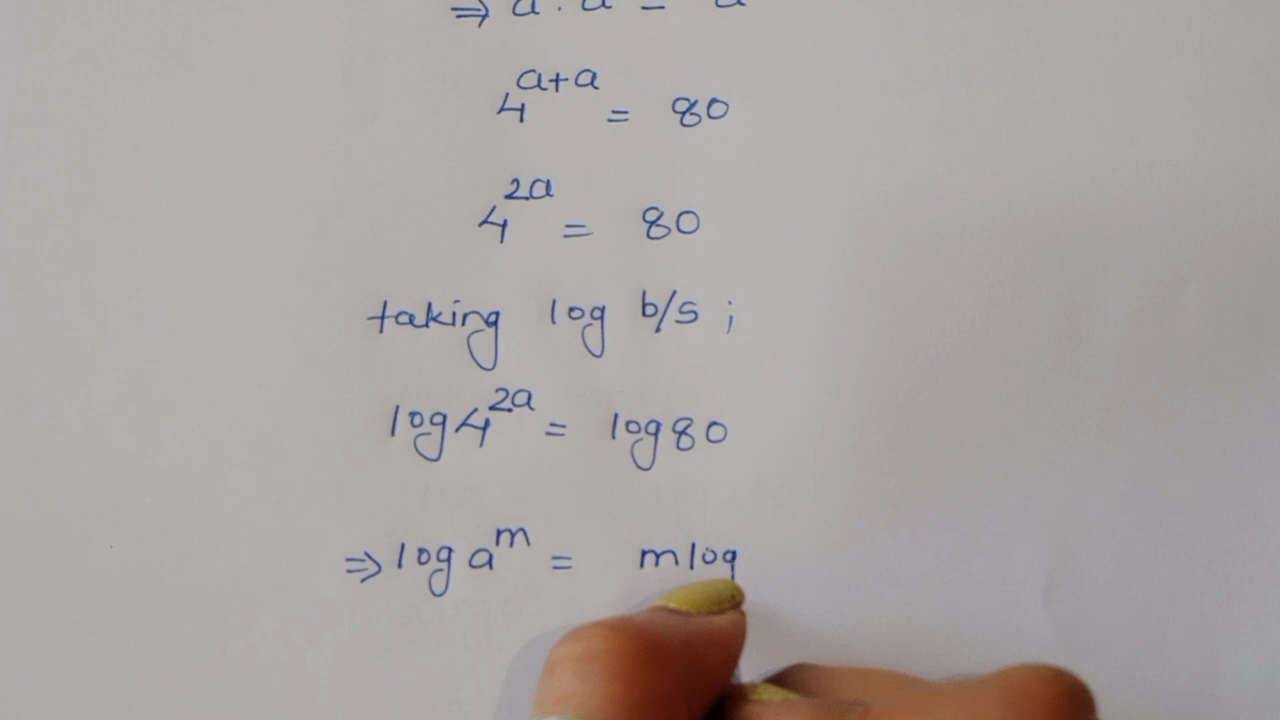 4^{a+a} = 80
4^{2a} = 80
taking log b/s ;
log 4^{2a} = log 80
⇒ log a^m = m log